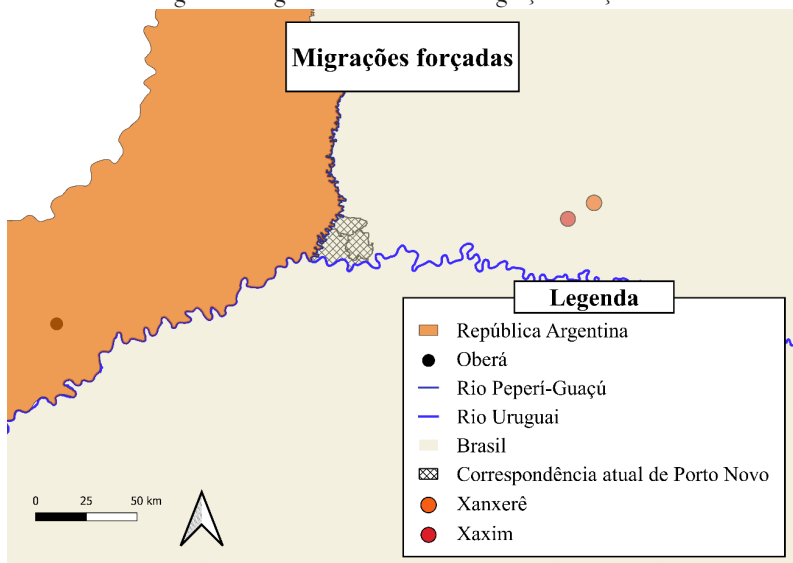 Migrações forçadas
Legenda
República Argentina
Oberá
Rio Peperí-Guaçú
Rio Uruguai
Brasil
Correspondência atual de Porto Novo
Xanxerê
Xaxim
0 25 50 km